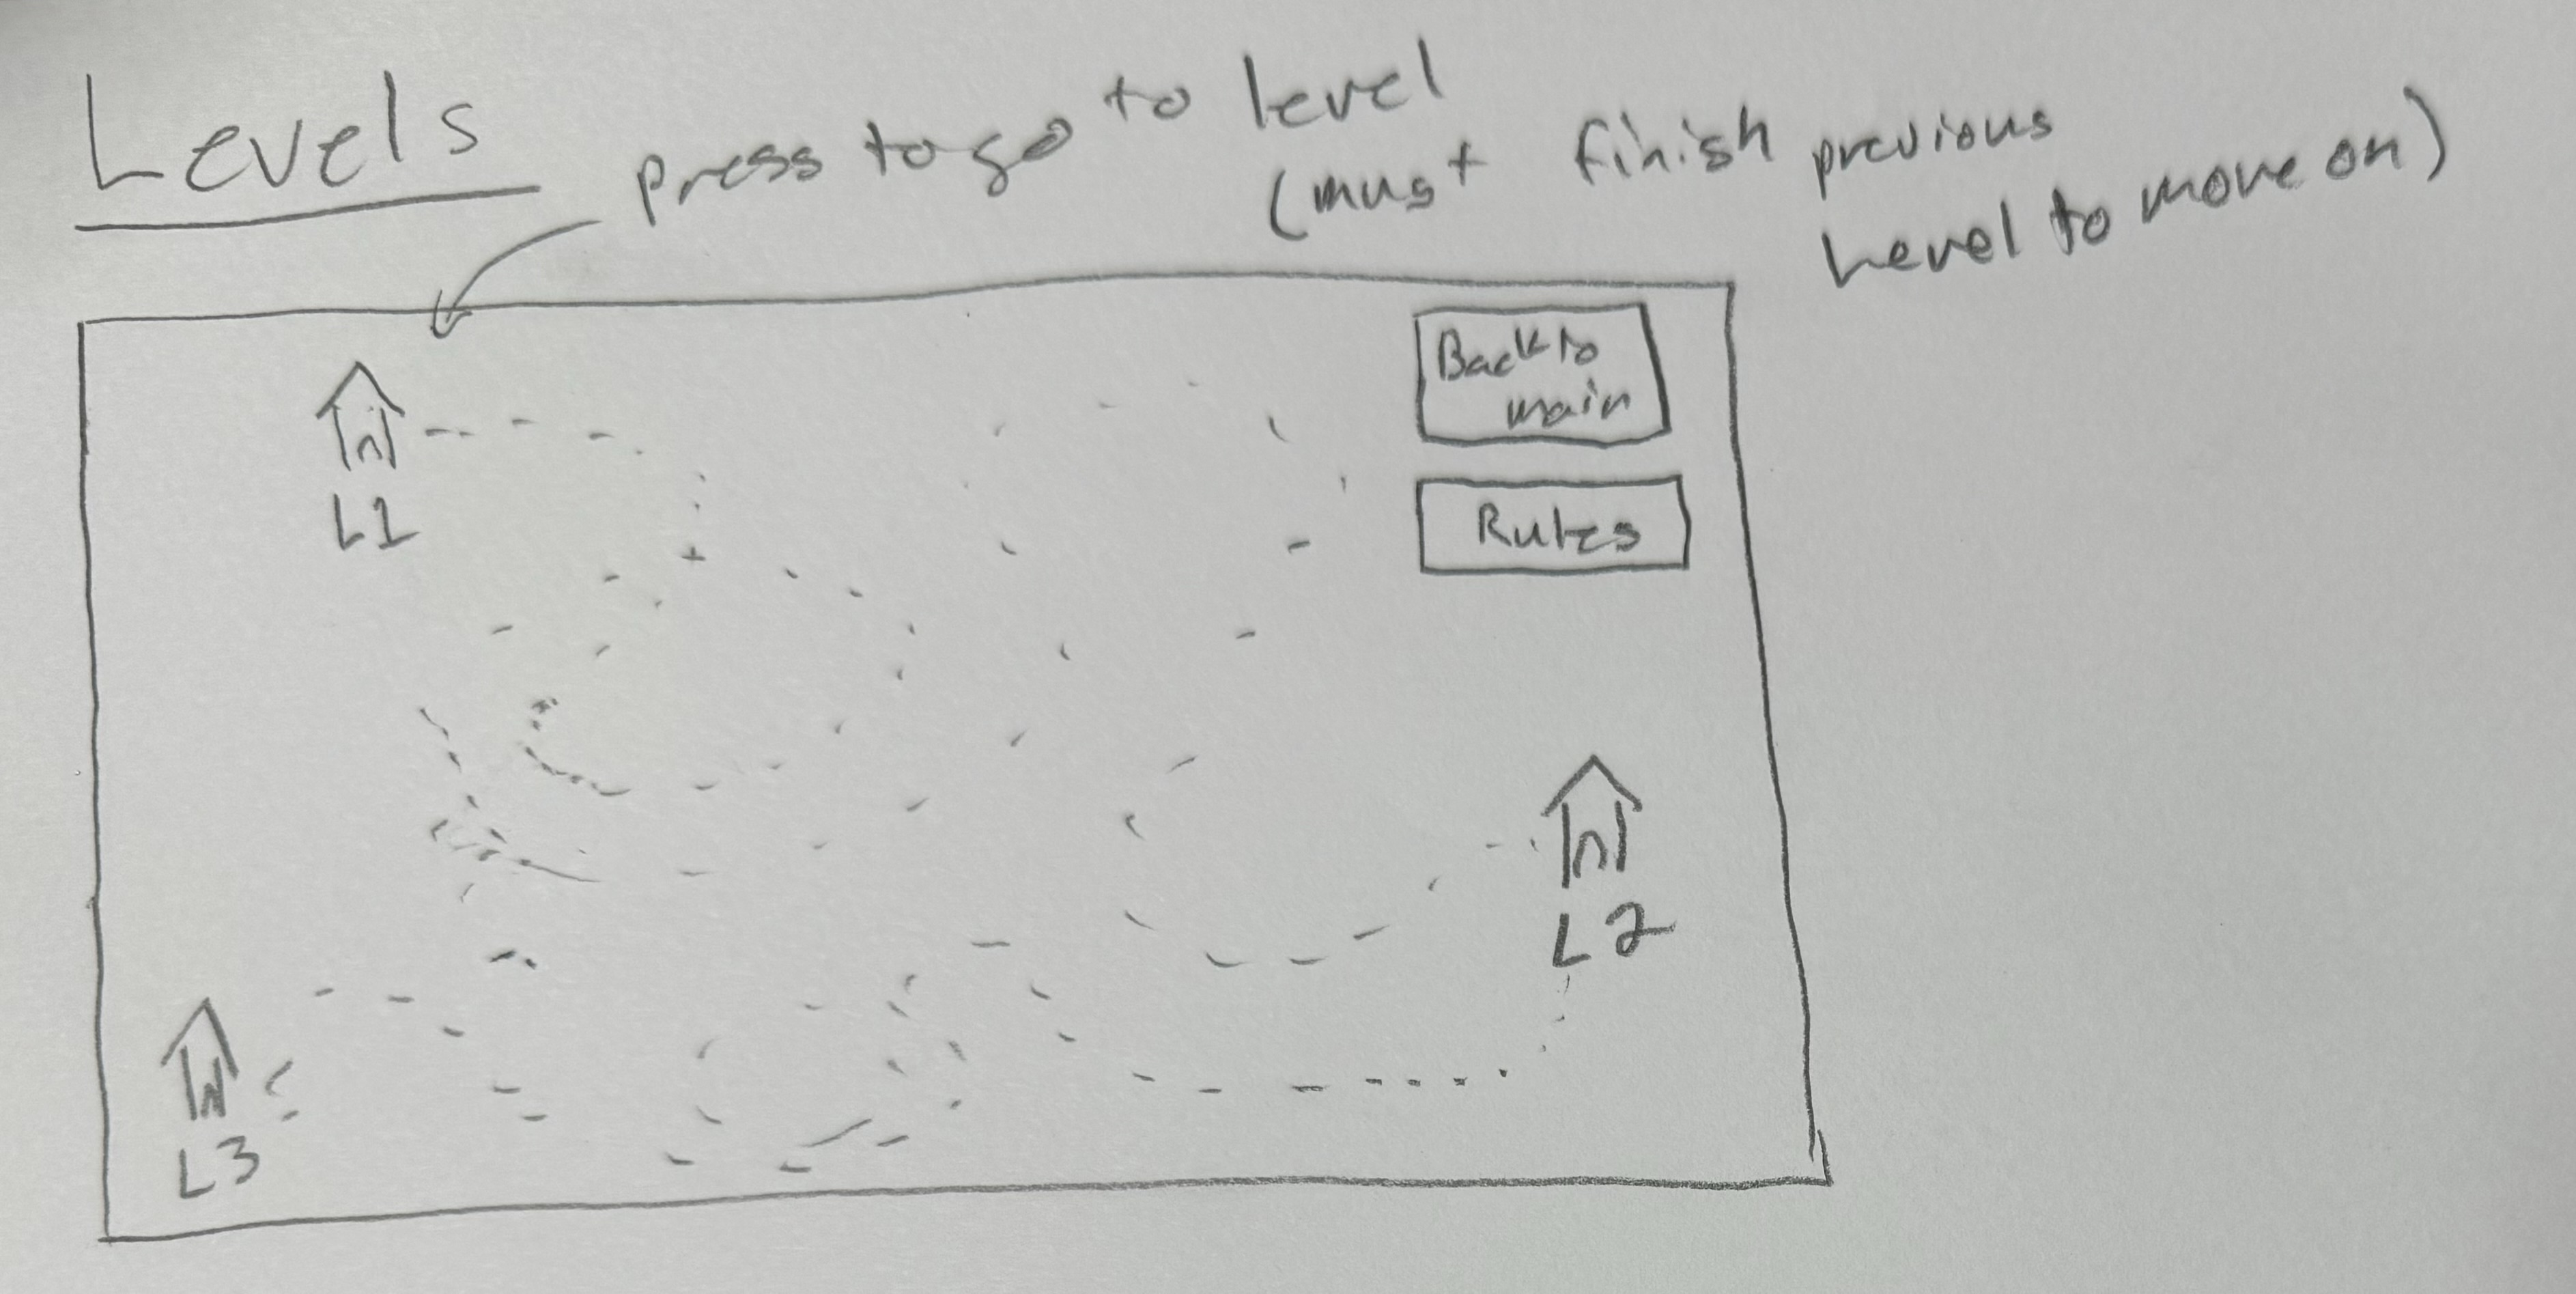 Levels
press to go to level
(must finish previous
Level to move on)
Back to
main
Rules
L1
L2
L3